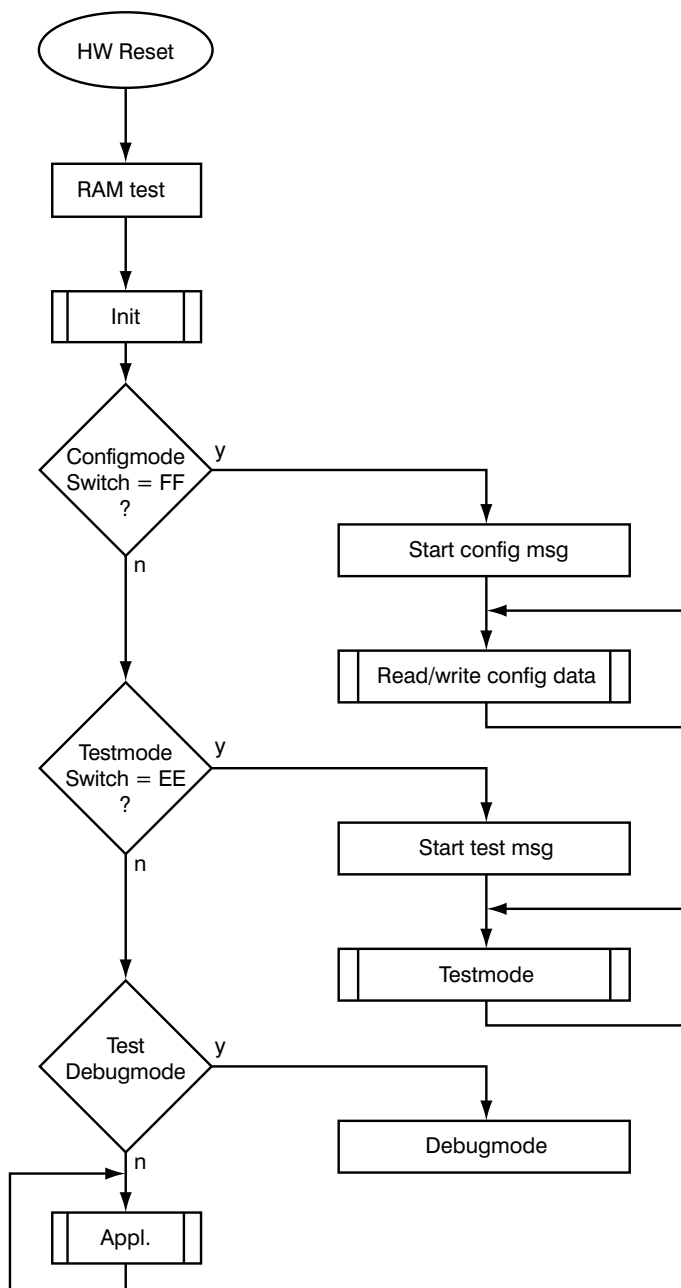 HW Reset
RAM test
Init
Configmode
Switch = FF
?
y
n
Start config msg
Read/write config data
Testmode
Switch = EE
?
y
n
Start test msg
Testmode
Test
Debugmode
y
n
Debugmode
Appl.